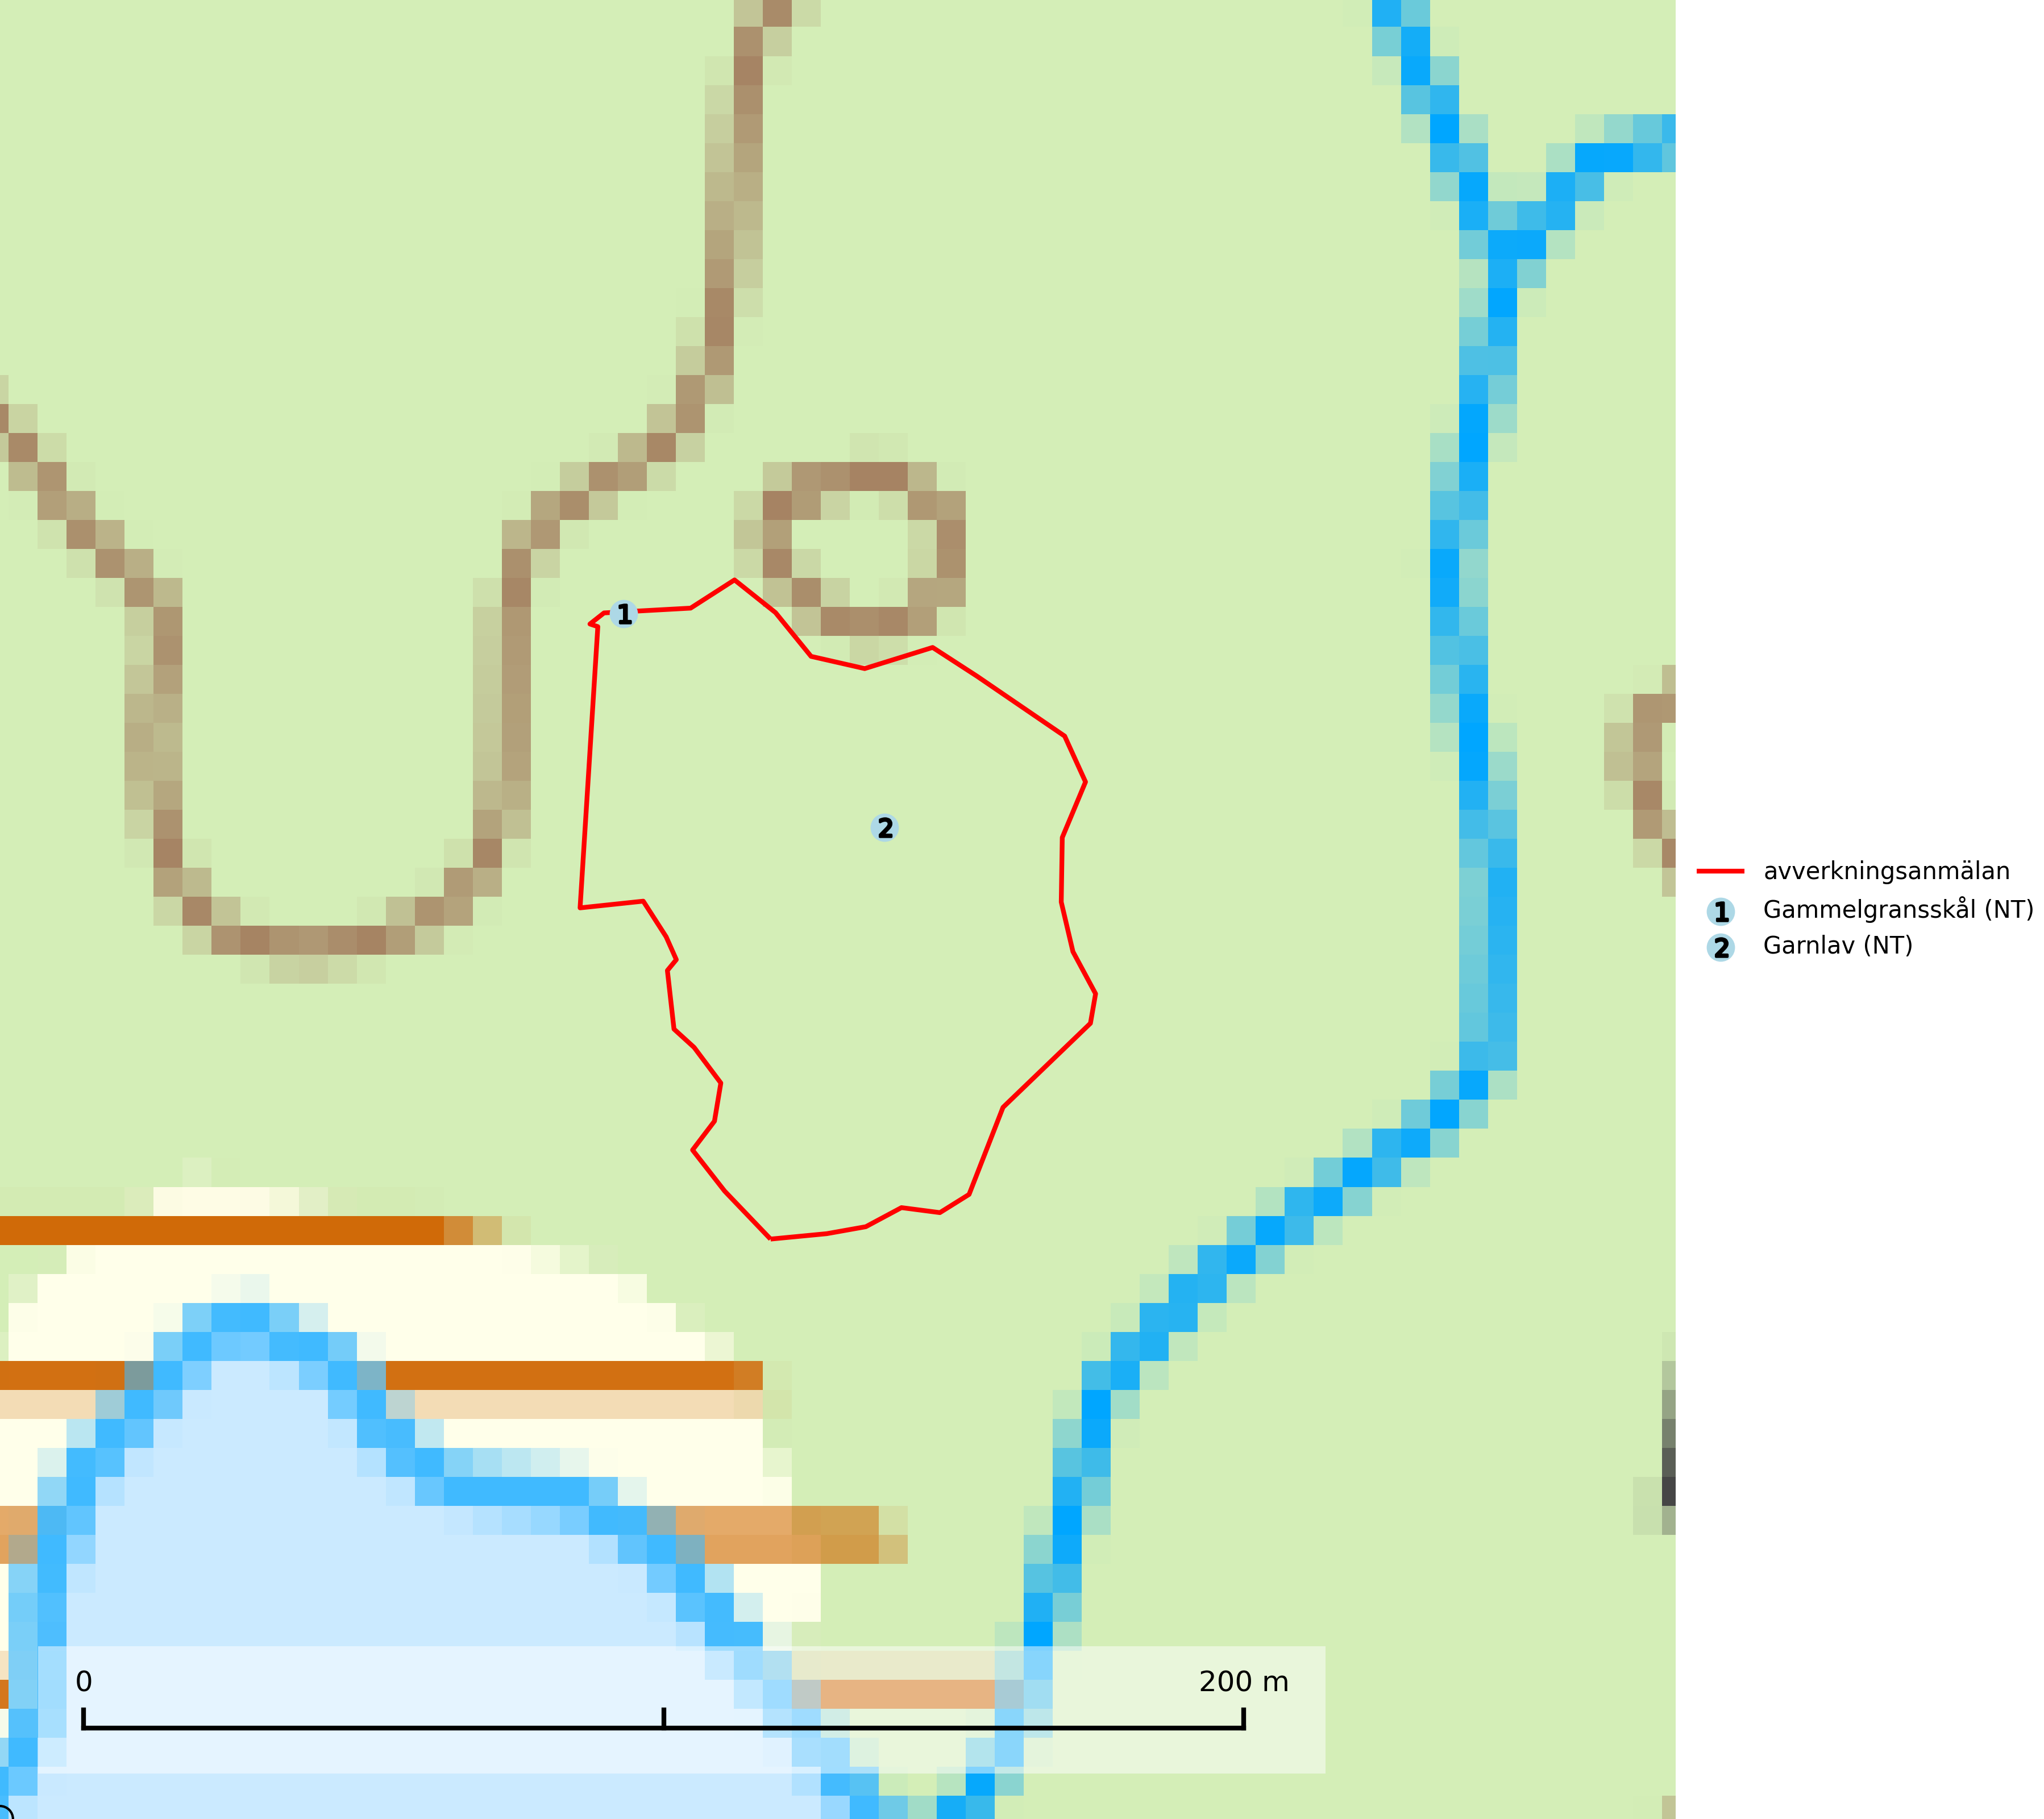 1
2
avverkningsanmälan
1 Gammelgransskål (NT)
2 Garnlav (NT)
0 200 m